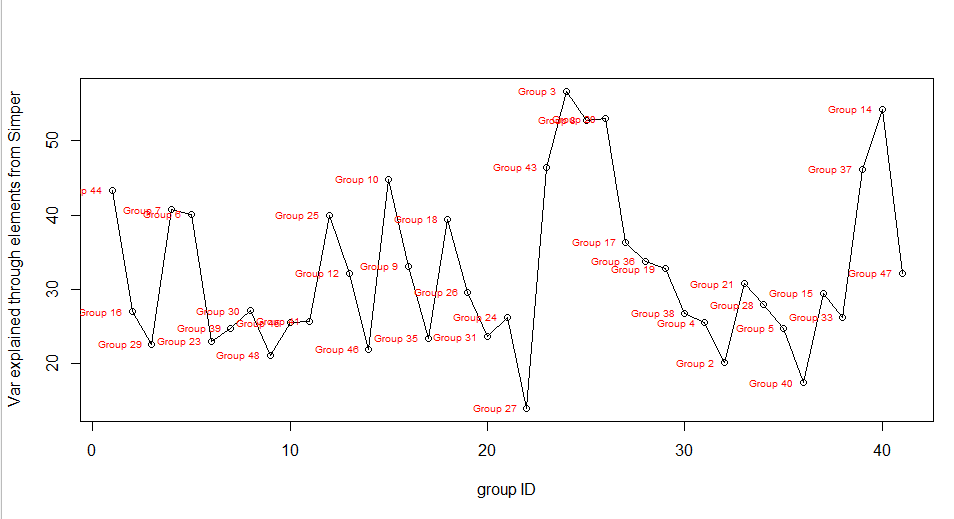 Var explained through elements from Simper
50
40
30
20
Group 3
Group 14
Group 43
Group 37
p 44
Group 10
Group 7
Group 6
Group 25
Group 18
Group 17
Group 36
Group 19
Group 12
Group 9
Group 47
Group 26
Group 21
Group 15
Group 28
Group 16
Group 30
Group 38
Group 4
Group 24
Group 33
Group 39
Group 5
Group 29
Group 23
Group 35
Group 31
Group 48
Group 46
Group 2
Group 40
Group 27
0
10
20
30
40
group ID